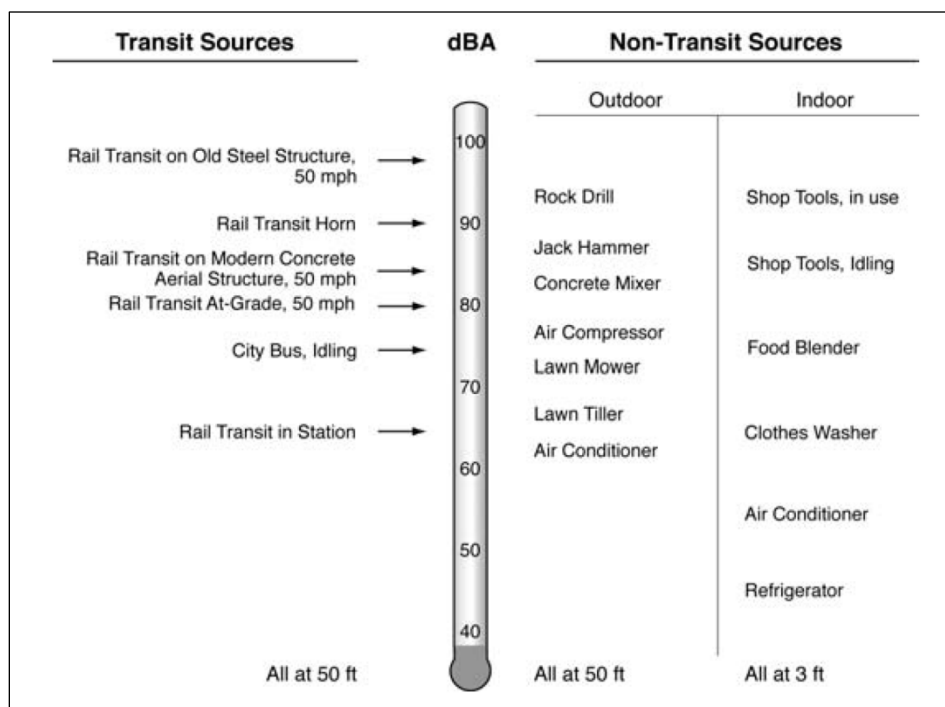 Transit Sources
dBA
Non-Transit Sources
Outdoor
Indoor
100
Rail Transit on Old Steel Structure,
50 mph
Rock Drill
Shop Tools, in use
Rail Transit Horn
90
Jack Hammer
Rail Transit on Modern Concrete
Aerial Structure, 50 mph
Shop Tools, Idling
Concrete Mixer
Rail Transit At-Grade, 50 mph
80
Air Compressor
City Bus, Idling
Food Blender
Lawn Mower
70
Lawn Tiller
Rail Transit in Station
Clothes Washer
Air Conditioner
60
Air Conditioner
50
Refrigerator
40
All at 50 ft
All at 50 ft
All at 3 ft